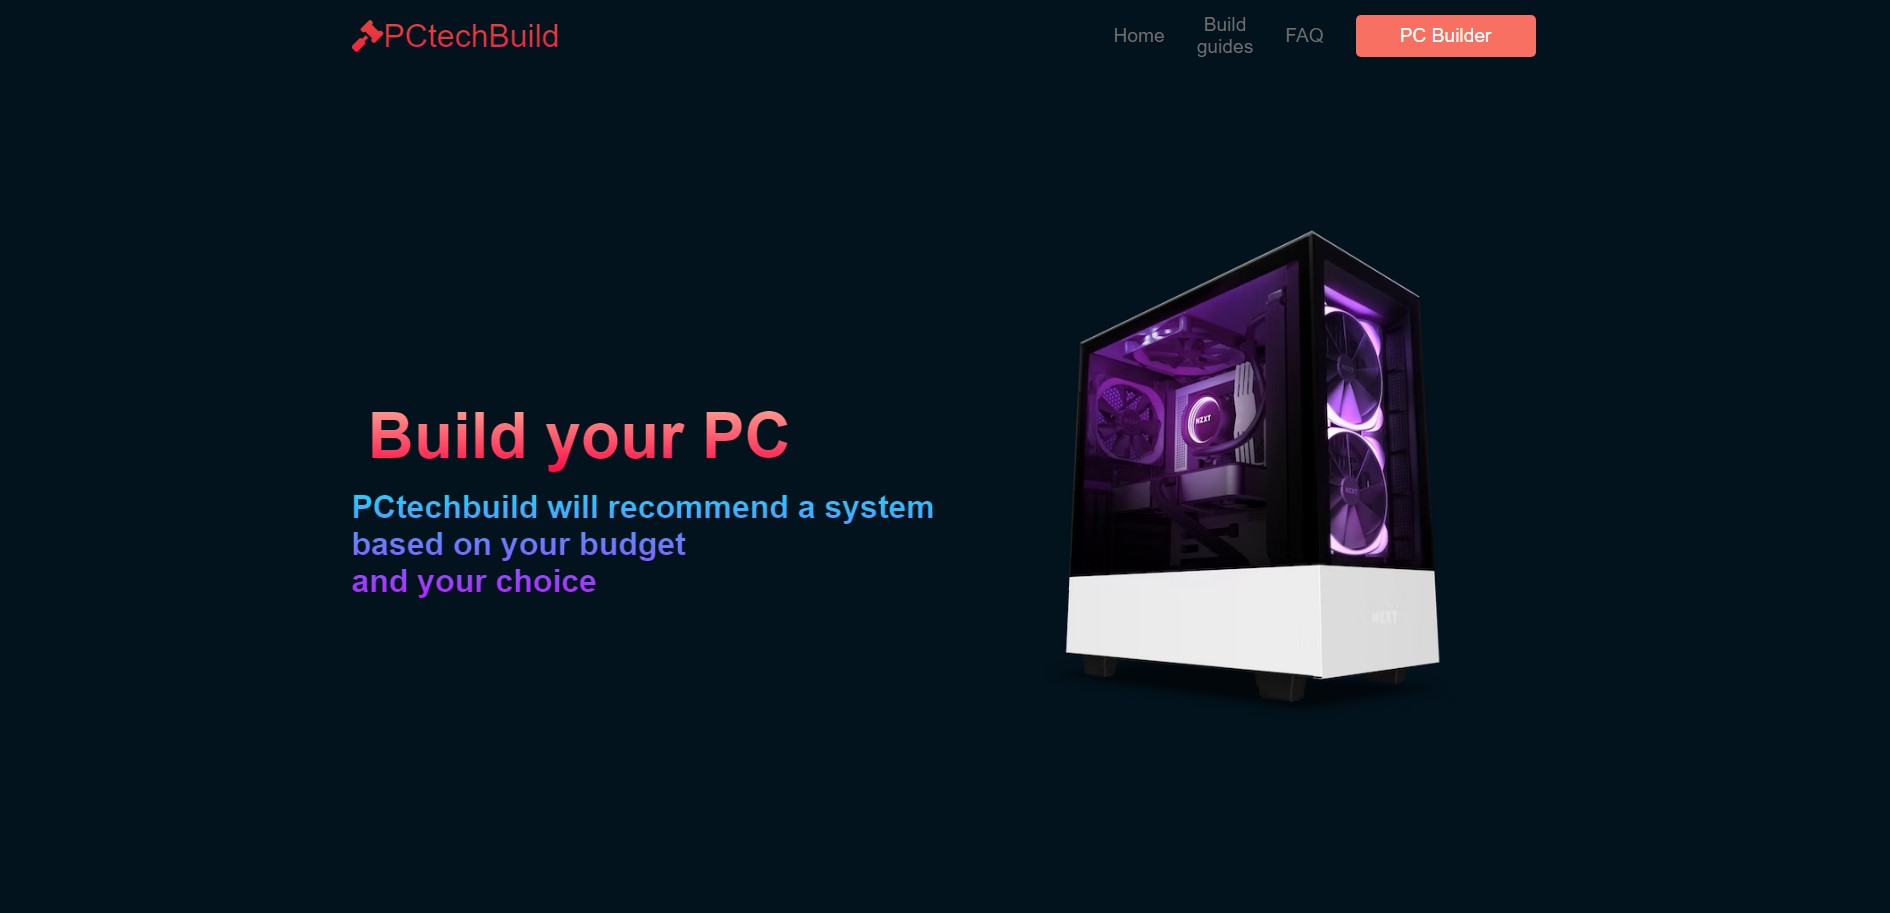 PCtechBuild
Home
Build
guides
FAQ
PC Builder
Build your PC
PCtechbuild will recommend a system
based on your budget
and your choice
NZXT
NZXT
NZXT
NZXT